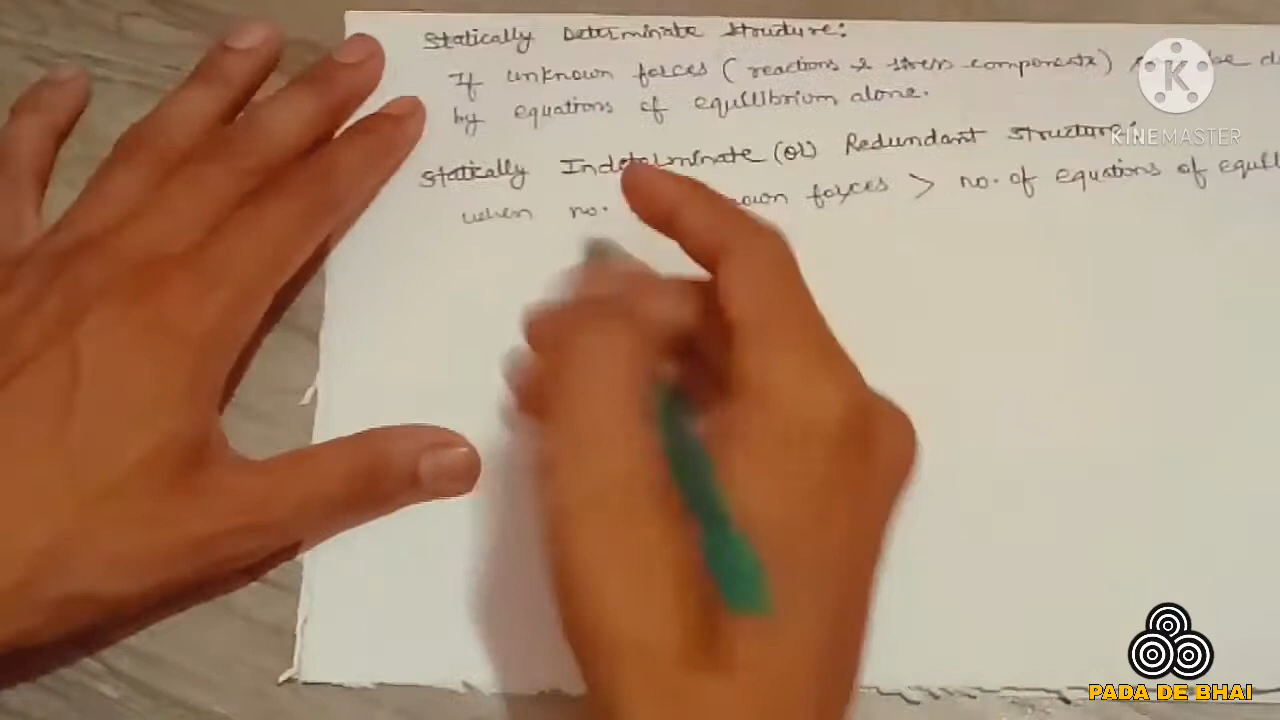 Statically Determinate structure:
If unknown forces (reactions & stress components)
by equations of equilibrium alone.
Statically Indeterminate (or) Redundant structure:
when no. forces > no. of equations of
K
KINEMASTER
PADA DE BHAI